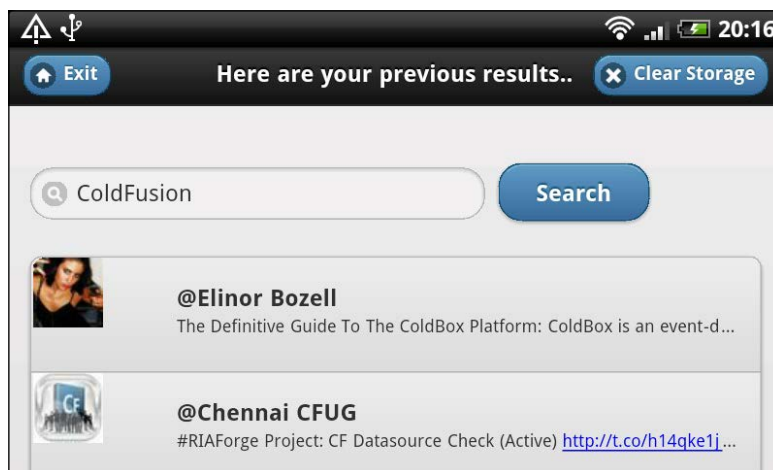 20:16
Exit
Here are your previous results..
Clear Storage
ColdFusion
Search
@Elinor Bozell
The Definitive Guide To The ColdBox Platform: ColdBox is an event-d...
CF
@Chennai CFUG
#RIAForge Project: CF Datasource Check (Active) http://t.co/h14qke1j...